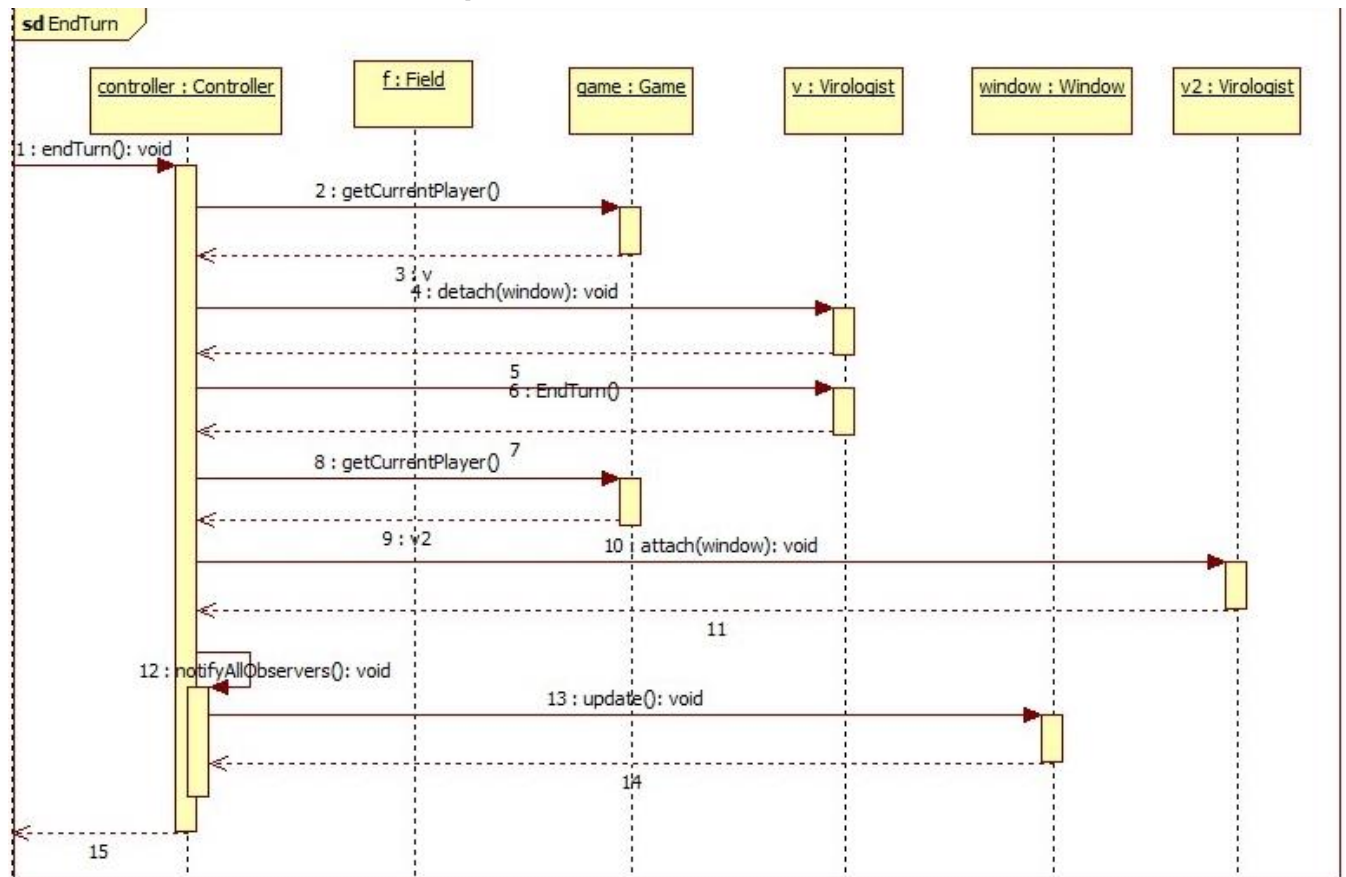 sd EndTurn
controller : Controller
f : Field
game : Game
v : Virologist
window : Window
v2 : Virologist
1 : endTurn(): void
2 : getCurrentPlayer()
3 : v
4 : detach(window): void
5
6 : EndTurn()
7
8 : getCurrentPlayer()
9 : v2
10 : attach(window): void
11
12 : notifyAllObservers(): void
13 : update(): void
14
15